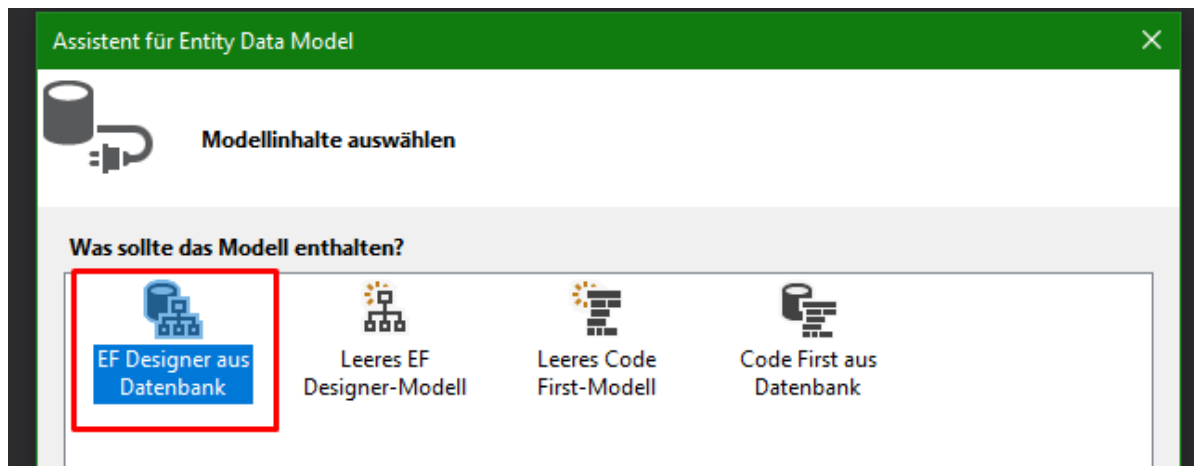 Assistent für Entity Data Model
Modellinhalte auswählen
Was sollte das Modell enthalten?
EF Designer aus
Datenbank
Leeres EF
Designer-Modell
Leeres Code
First-Modell
Code First aus
Datenbank